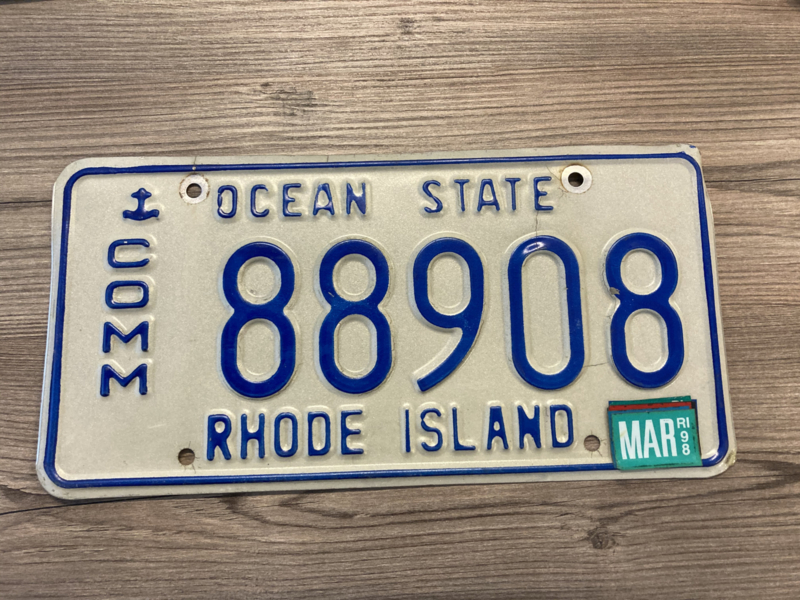 OCEAN STATE
COMM
88908
RHODE ISLAND
MAR
RI
98